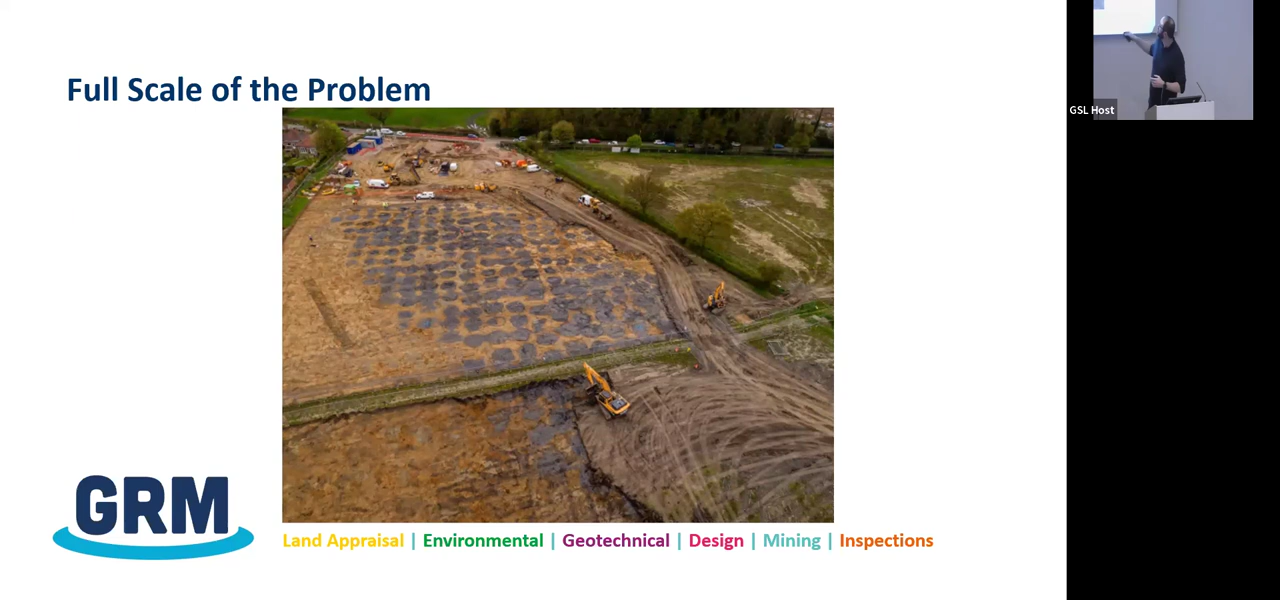 Full Scale of the Problem
GSL Host
GRM
Land Appraisal | Environmental | Geotechnical | Design | Mining | Inspections